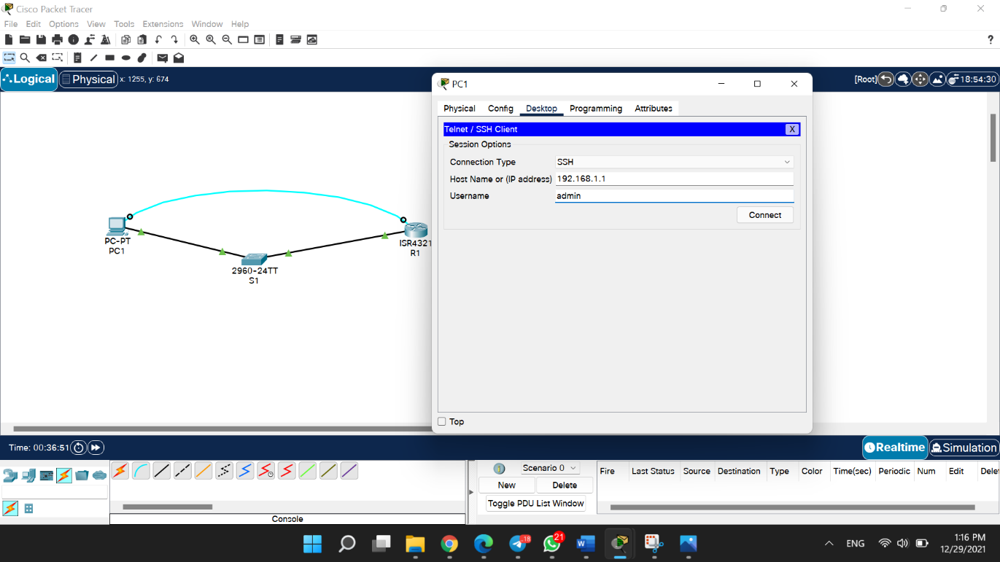 Cisco Packet Tracer
File Edit Options View Tools Extensions Window Help
?
Logical Physical x: 1255, y: 674
[Root] 18:54:30
PC1
Physical Config Desktop Programming Attributes
Telnet / SSH Client X
Session Options
Connection Type SSH
Host Name or (IP address) 192.168.1.1
Username admin
Connect
Top
PC-PT
PC1
2960-24TT
S1
ISR4321
R1
Time: 00:36:51
Realtime Simulation
Scenario 0
New Delete
Toggle PDU List Window
Fire Last Status Source Destination Type Color Time(sec) Periodic Num Edit Delet
Console
18
21
ENG
1:16 PM
12/29/2021